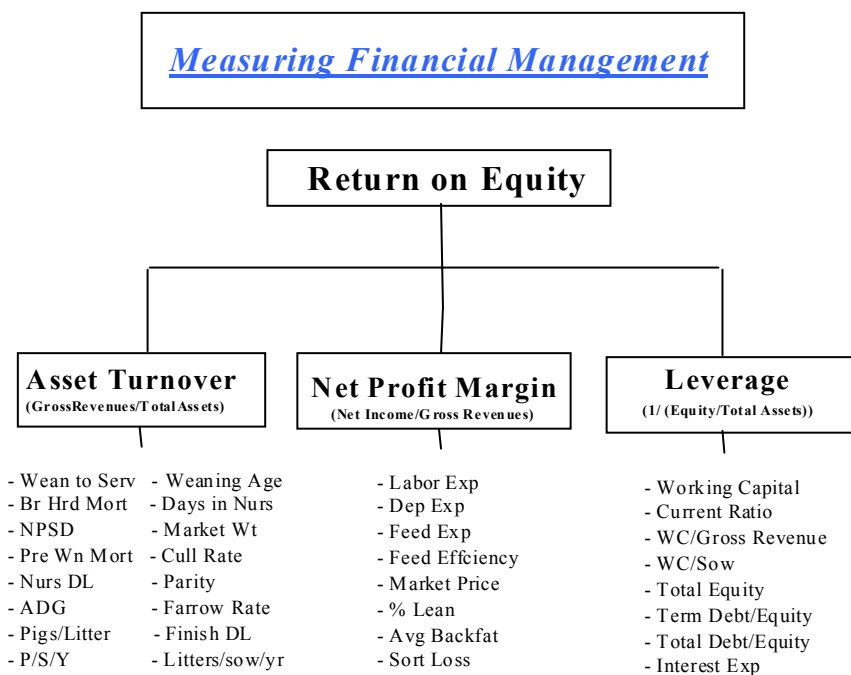 Measuring Financial Management
Return on Equity
Asset Turnover
(GrossRevenues/TotalAssets)
- Wean to Serv - Weaning Age
- Br Hrd Mort - Days in Nurs
- NPSD - Market Wt
- Pre Wn Mort - Cull Rate
- Nurs DL - Parity
- ADG - Farrow Rate
- Pigs/Litter - Finish DL
- P/S/Y - Litters/sow/yr
Net Profit Margin
(Net Income/Gross Revenues)
- Labor Exp
- Dep Exp
- Feed Exp
- Feed Effciency
- Market Price
- % Lean
- Avg Backfat
- Sort Loss
Leverage
(1/ (Equity/Total Assets))
- Working Capital
- Current Ratio
- WC/Gross Revenue
- WC/Sow
- Total Equity
- Term Debt/Equity
- Total Debt/Equity
- Interest Exp